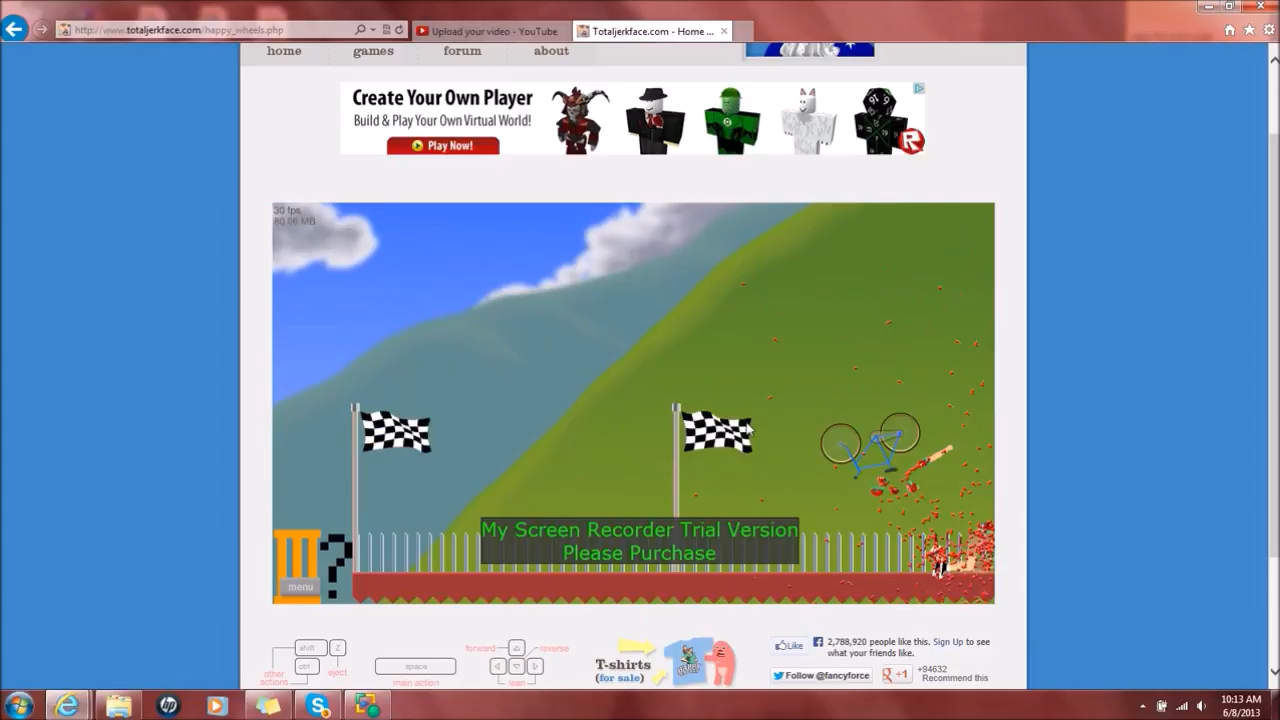 http://www.totaljerkface.com/happy_wheels.php
Upload your video - YouTube
Totaljerkface.com - Home ...
home games forum about
Create Your Own Player
Build & Play Your Own Virtual World!
Play Now!
30 fps
80.06 MB
My Screen Recorder Trial Version
Please Purchase
?
menu
shift Z
ctrl
eject
other
actions
space
main action
forward
reverse
lean
T-shirts
(for sale)
Like
2,788,920 people like this. Sign Up to see
what your friends like.
Follow @fancyforce
+1
+94632
Recommend this
10:13 AM
6/8/2013